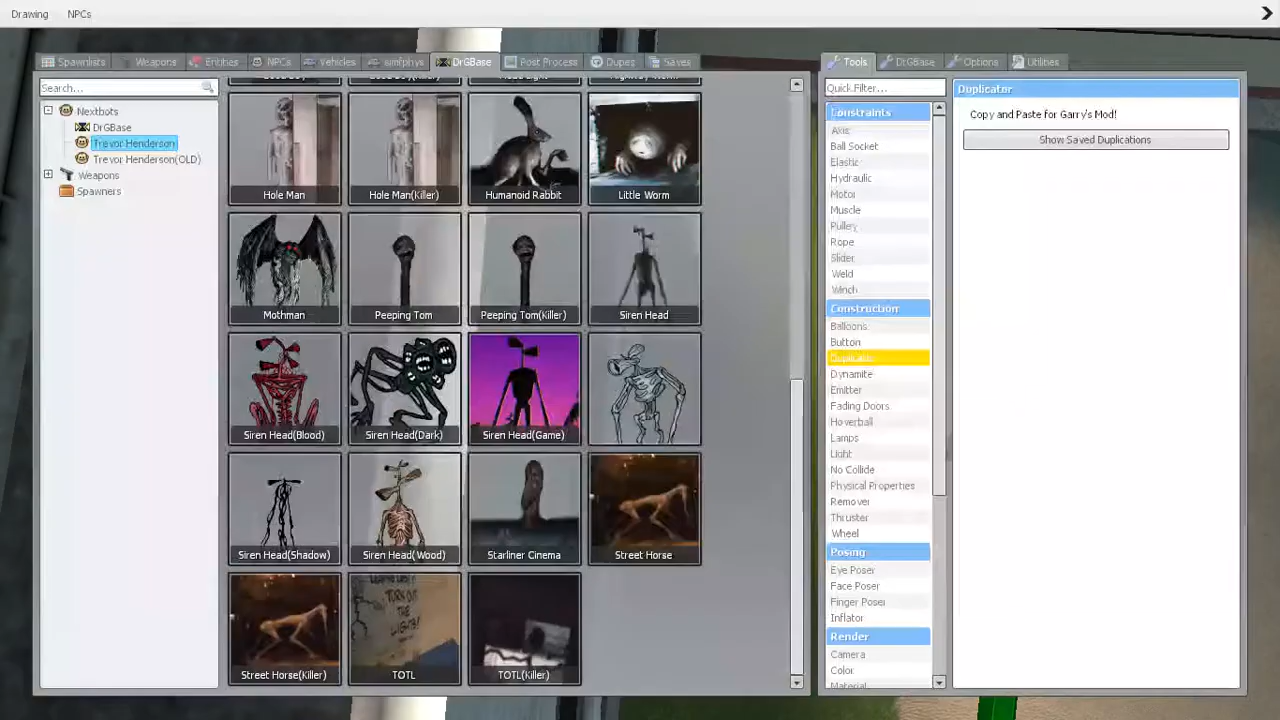 Drawing NPCs
Spawnlists Weapons Entities NPCs Vehicles simfphys DrGBase Post Process Dupes Saves
Tools DrGBase Options Utilities
Search...
Nextbots
DrGBase
Trevor Henderson
Trevor Henderson(OLD)
Weapons
Spawners
Hole Man
Hole Man(Killer)
Humanoid Rabbit
Little Worm
Mothman
Peeping Tom
Peeping Tom(Killer)
Siren Head
Siren Head(Blood)
Siren Head(Dark)
Siren Head(Game)
Siren Head(Shadow)
Siren Head(Wood)
Starliner Cinema
Street Horse
Street Horse(Killer)
TOTL
TOTL(Killer)
TURN OUT
THE
LIGHTS!
Quick Filter...
Constraints
Axis
Ball Socket
Elastic
Hydraulic
Motor
Muscle
Pulley
Rope
Slider
Weld
Winch
Construction
Balloons
Button
Duplicator
Dynamite
Emitter
Fading Doors
Hoverball
Lamps
Light
No Collide
Physical Properties
Remover
Thruster
Wheel
Posing
Eye Poser
Face Poser
Finger Poser
Inflator
Render
Camera
Color
Material
Duplicator
Copy and Paste for Garry's Mod!
Show Saved Duplications